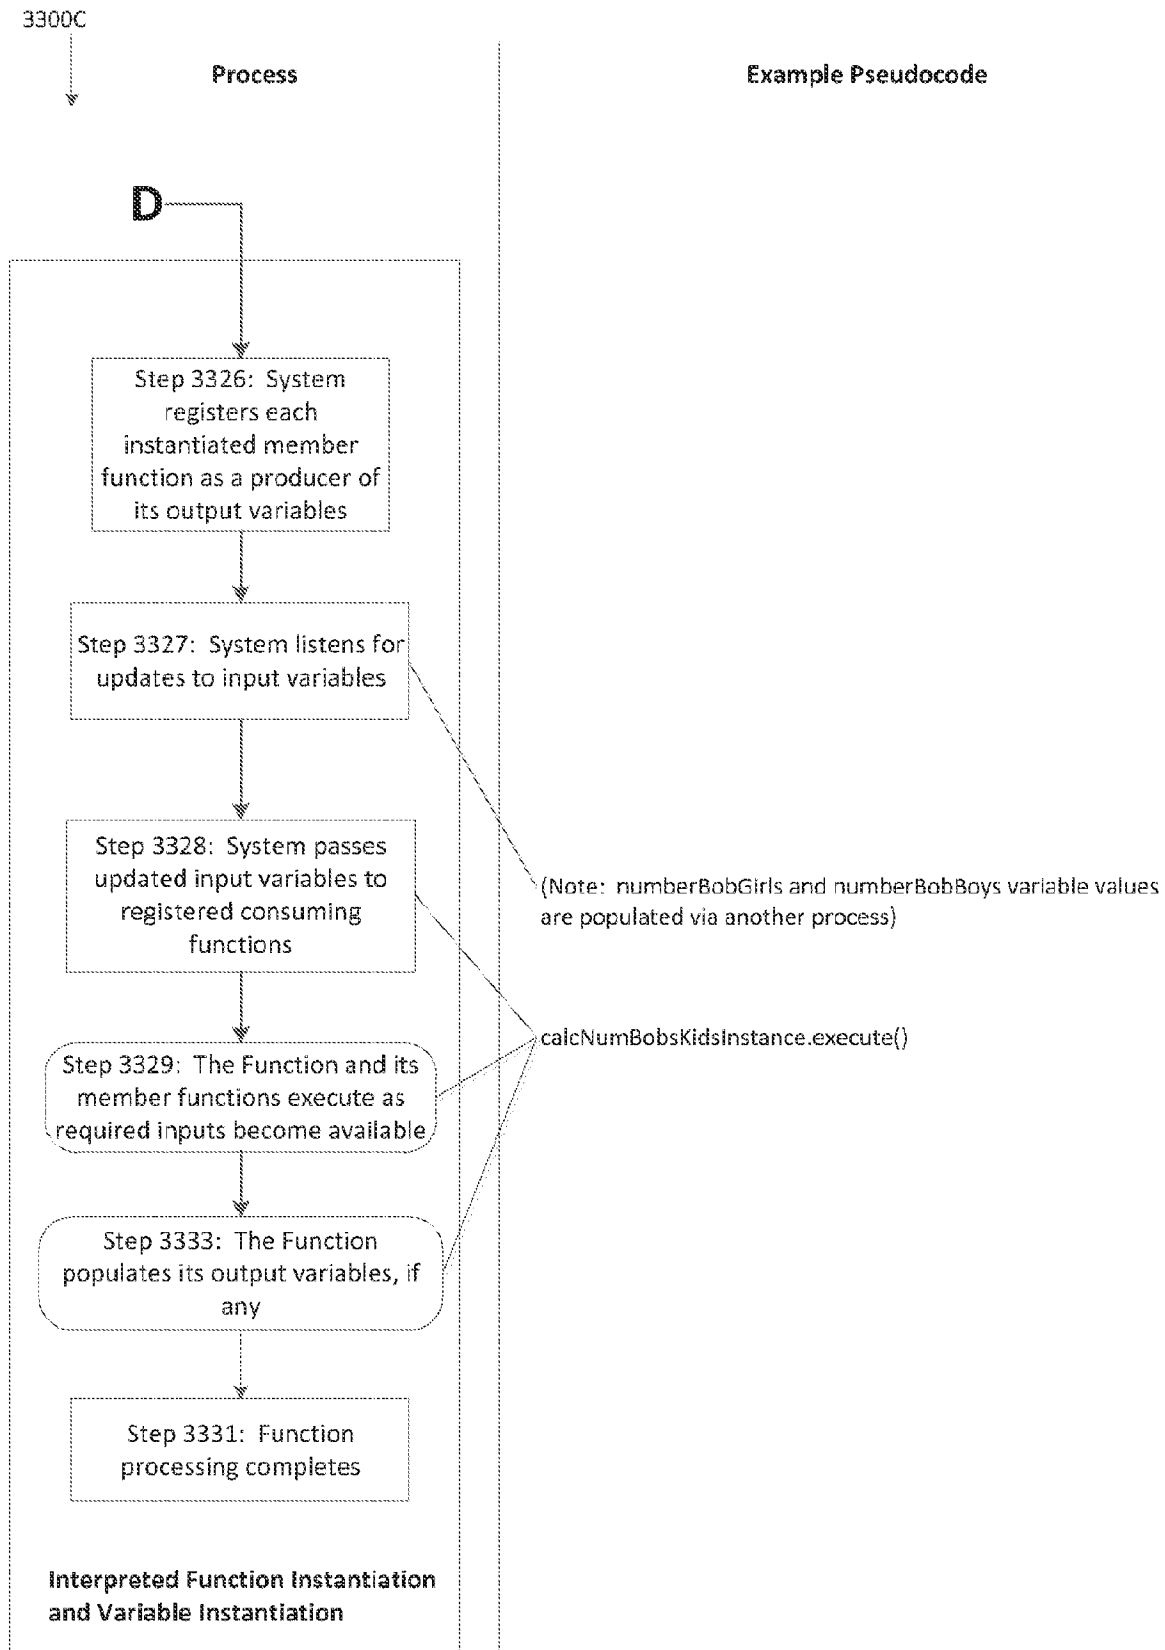 3300C
Process
Example Pseudocode
D
Step 3326: System
registers each
instantiated member
function as a producer of
its output variables
Step 3327: System listens for
updates to input variables
Step 3328: System passes
updated input variables to
registered consuming
functions
(Note: numberBobGirls and numberBobBoys variable values
are populated via another process)
calcNumBobsKidsInstance.execute()
Step 3329: The Function and its
member functions execute as
required inputs become available
Step 3333: The Function
populates its output variables, if
any
Step 3331: Function
processing completes
Interpreted Function Instantiation
and Variable Instantiation